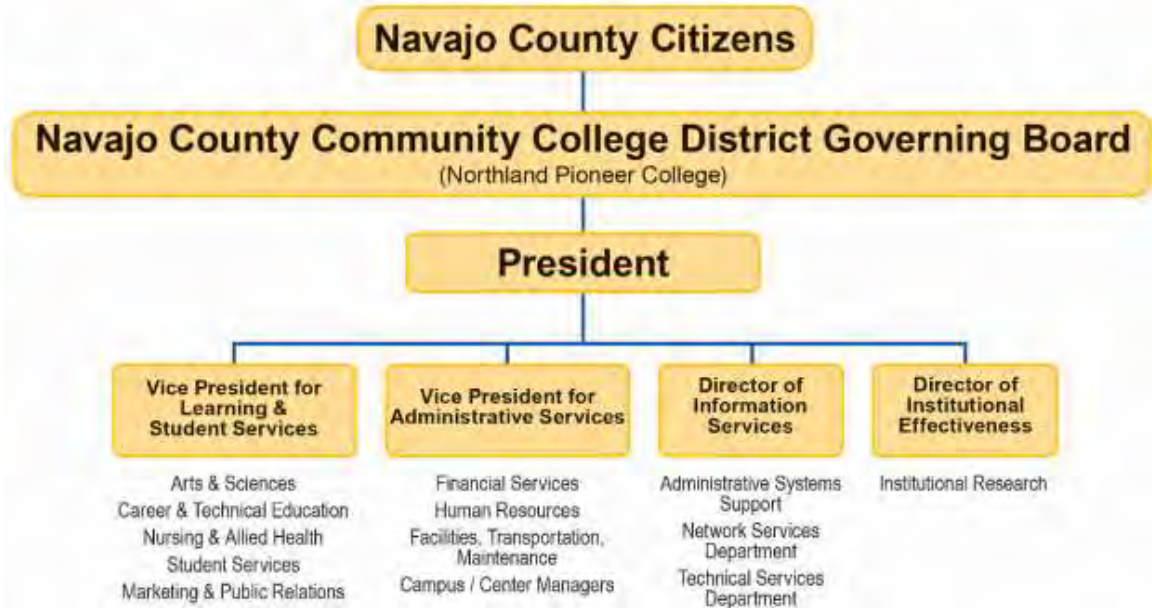 Navajo County Citizens
Navajo County Community College District Governing Board
(Northland Pioneer College)
President
Vice President for
Learning &
Student Services
Arts & Sciences
Career & Technical Education
Nursing & Allied Health
Student Services
Marketing & Public Relations
Vice President for
Administrative Services
Financial Services
Human Resources
Facilities, Transportation,
Maintenance
Campus / Center Managers
Director of
Information
Services
Administrative Systems
Support
Network Services
Department
Technical Services
Department
Director of
Institutional
Effectiveness
Institutional Research